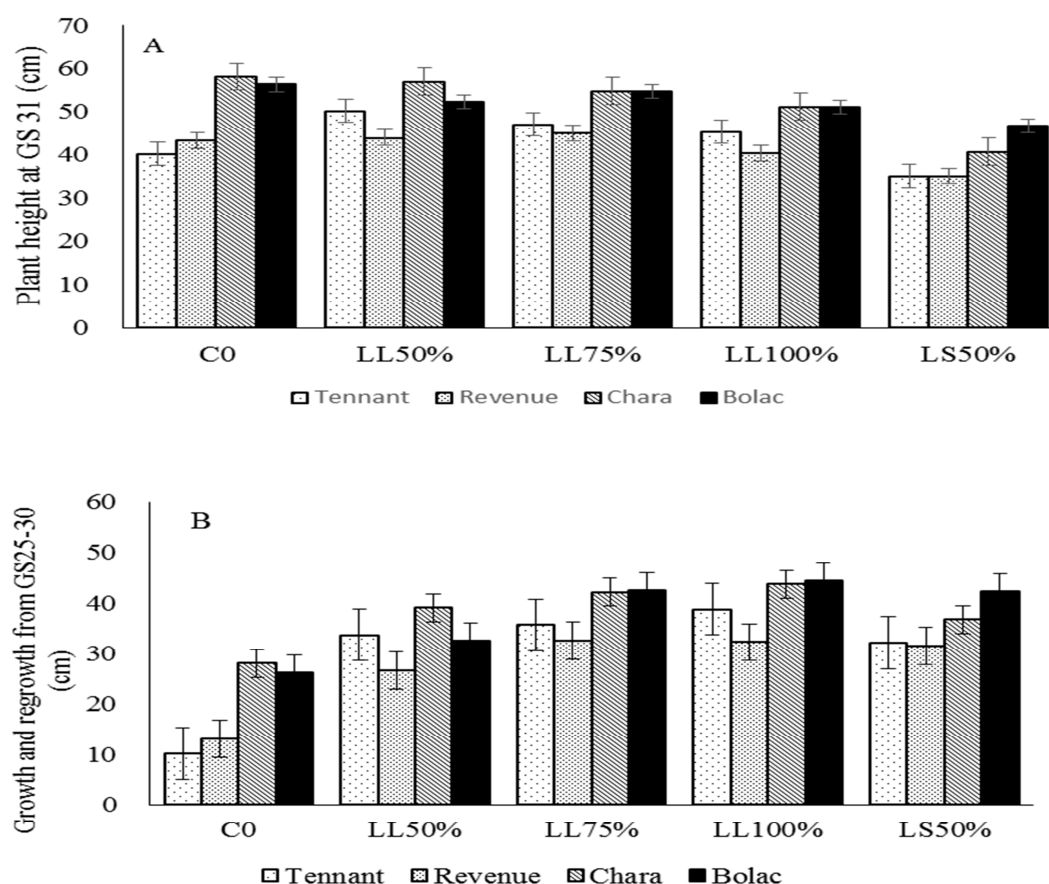 A
Plant height at GS 31 (cm)
70
60
50
40
30
20
10
0
C0 LL50% LL75% LL100% LS50%
Tennant Revenue Chara Bolac
B
Growth and regrowth from GS25-30
(cm)
60
50
40
30
20
10
0
C0 LL50% LL75% LL100% LS50%
Tennant Revenue Chara Bolac